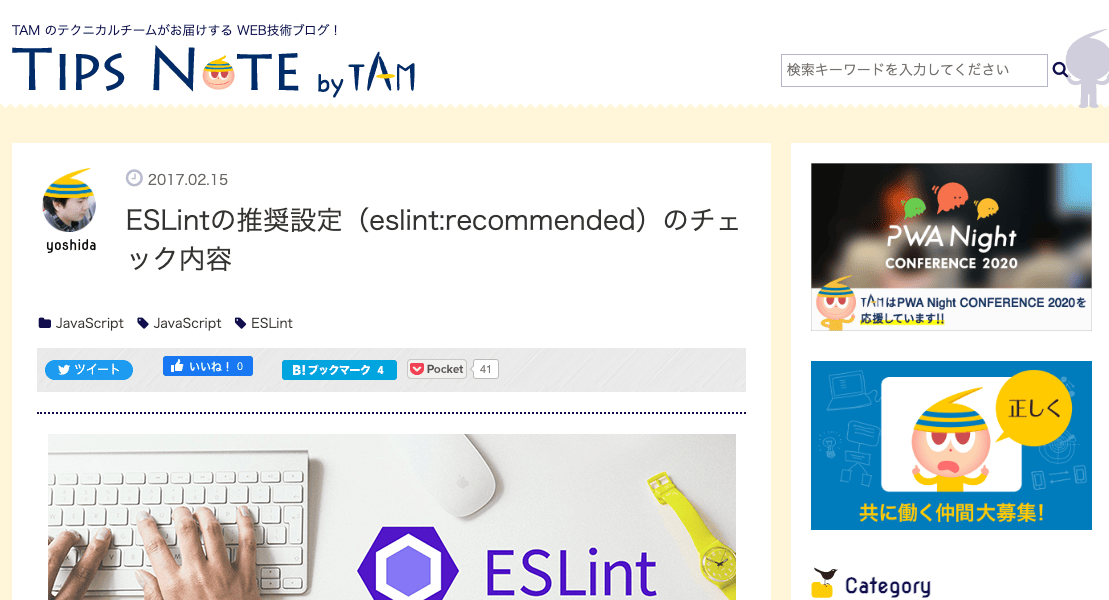 TAM のテクニカルチームがお届けする WEB技術ブログ！
TIPS NOTE by TAM
検索キーワードを入力してください
2017.02.15
yoshida
ESLintの推奨設定（eslint:recommended）のチェ
ック内容
JavaScript JavaScript ESLint
ツイート いいね！ 0 B!ブックマーク 4 Pocket 41
ESLint
PWA Night
CONFERENCE 2020
TAMはPWA Night CONFERENCE 2020を
応援しています!!
正しく
共に働く仲間大募集!
Category